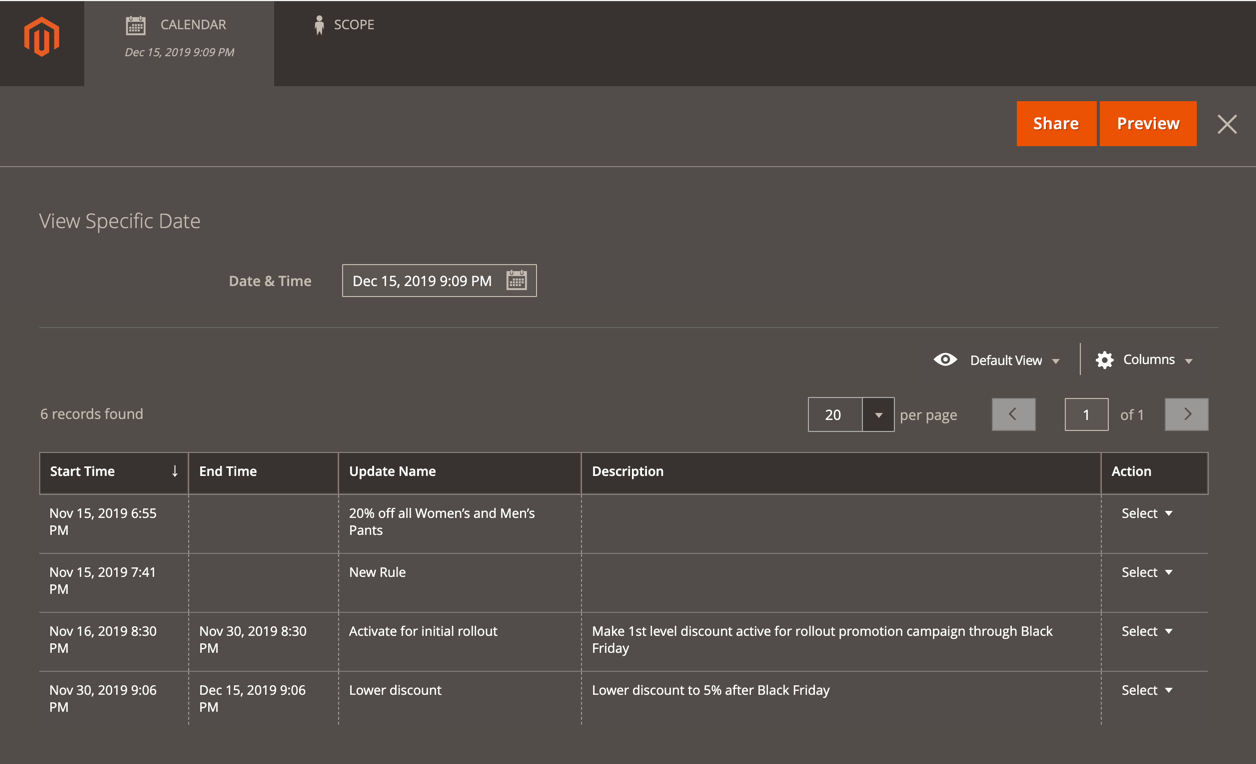 CALENDAR
Dec 15, 2019 9:09 PM
SCOPE
Share
Preview
View Specific Date
Date & Time
Dec 15, 2019 9:09 PM
Default View
Columns
6 records found
20
per page
1
of 1
Start Time ↓
End Time
Update Name
Description
Action
Nov 15, 2019 6:55
PM
20% off all Women’s and Men’s
Pants
Select
Nov 15, 2019 7:41
PM
New Rule
Select
Nov 16, 2019 8:30
PM
Nov 30, 2019 8:30
PM
Activate for initial rollout
Make 1st level discount active for rollout promotion campaign through Black
Friday
Select
Nov 30, 2019 9:06
PM
Dec 15, 2019 9:06
PM
Lower discount
Lower discount to 5% after Black Friday
Select